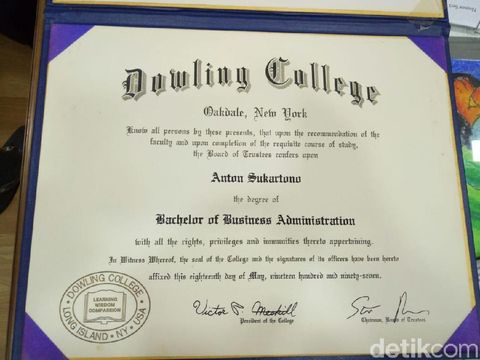 Dowling College
Oakdale, New York
Know all persons by these presents, that upon the recommendation of the
faculty and upon completion of the requisite course of study,
the Board of Trustees confers upon
Anton Sukartono
the degree of
Bachelor of Business Administration
with all the rights, privileges and immunities thereto appertaining.
In Witness Whereof, the seal of the College and the signatures of its officers have been hereto
affixed this eighteenth day of May, nineteen hundred and ninety-seven.
DOWLING COLLEGE
LEARNING
WISDOM
COMPASSION
LONG ISLAND • NY • USA
Victor P. Meskill
President of the College
Chairman, Board of Trustees
detikcom